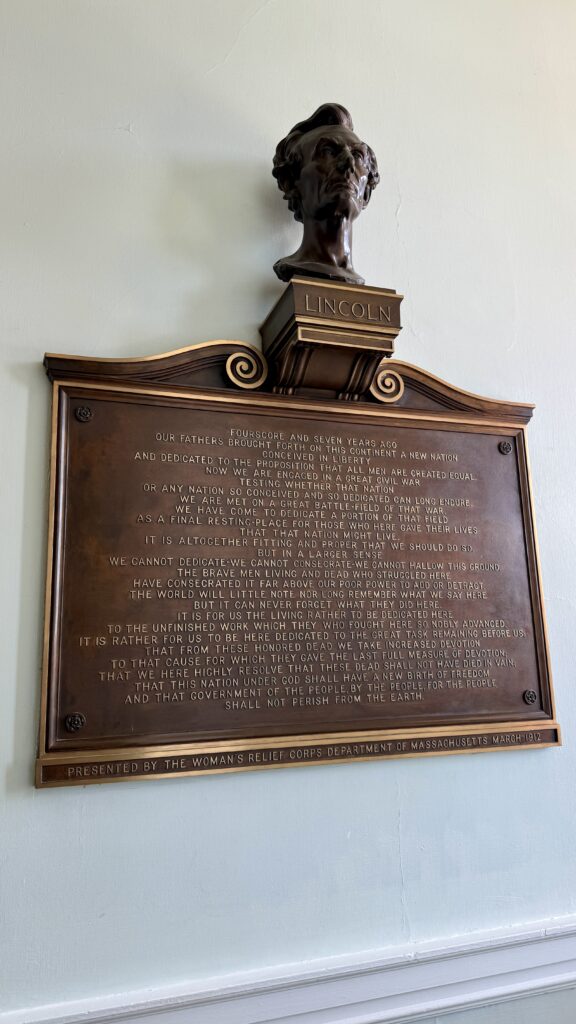 LINCOLN
FOURSCORE AND SEVEN YEARS AGO
OUR FATHERS BROUGHT FORTH ON THIS CONTINENT A NEW NATION
CONCEIVED IN LIBERTY
AND DEDICATED TO THE PROPOSITION THAT ALL MEN ARE CREATED EQUAL.
NOW WE ARE ENGAGED IN A GREAT CIVIL WAR
TESTING WHETHER THAT NATION
OR ANY NATION SO CONCEIVED AND SO DEDICATED CAN LONG ENDURE.
WE ARE MET ON A GREAT BATTLE-FIELD OF THAT WAR.
WE HAVE COME TO DEDICATE A PORTION OF THAT FIELD
AS A FINAL RESTING-PLACE FOR THOSE WHO HERE GAVE THEIR LIVES
THAT THAT NATION MIGHT LIVE.
IT IS ALTOGETHER FITTING AND PROPER THAT WE SHOULD DO SO.
BUT IN A LARGER SENSE
WE CANNOT DEDICATE-WE CANNOT CONSECRATE-WE CANNOT HALLOW THIS GROUND.
THE BRAVE MEN LIVING AND DEAD WHO STRUGGLED HERE
HAVE CONSECRATED IT FAR ABOVE OUR POOR POWER TO ADD OR DETRACT.
THE WORLD WILL LITTLE NOTE NOR LONG REMEMBER WHAT WE SAY HERE
BUT IT CAN NEVER FORGET WHAT THEY DID HERE.
IT IS FOR US THE LIVING RATHER TO BE DEDICATED HERE
TO THE UNFINISHED WORK WHICH THEY WHO FOUGHT HERE SO NOBLY ADVANCED.
IT IS RATHER FOR US TO BE HERE DEDICATED TO THE GREAT TASK REMAINING BEFORE US;
THAT FROM THESE HONORED DEAD WE TAKE INCREASED DEVOTION
TO THAT CAUSE FOR WHICH THEY GAVE THE LAST FULL MEASURE OF DEVOTION;
THAT WE HERE HIGHLY RESOLVE THAT THESE DEAD SHALL NOT HAVE DIED IN VAIN;
THAT THIS NATION UNDER GOD SHALL HAVE A NEW BIRTH OF FREEDOM
AND THAT GOVERNMENT OF THE PEOPLE, BY THE PEOPLE, FOR THE PEOPLE
SHALL NOT PERISH FROM THE EARTH.
PRESENTED BY THE WOMAN'S RELIEF CORPS DEPARTMENT OF MASSACHUSETTS MARCH 1912